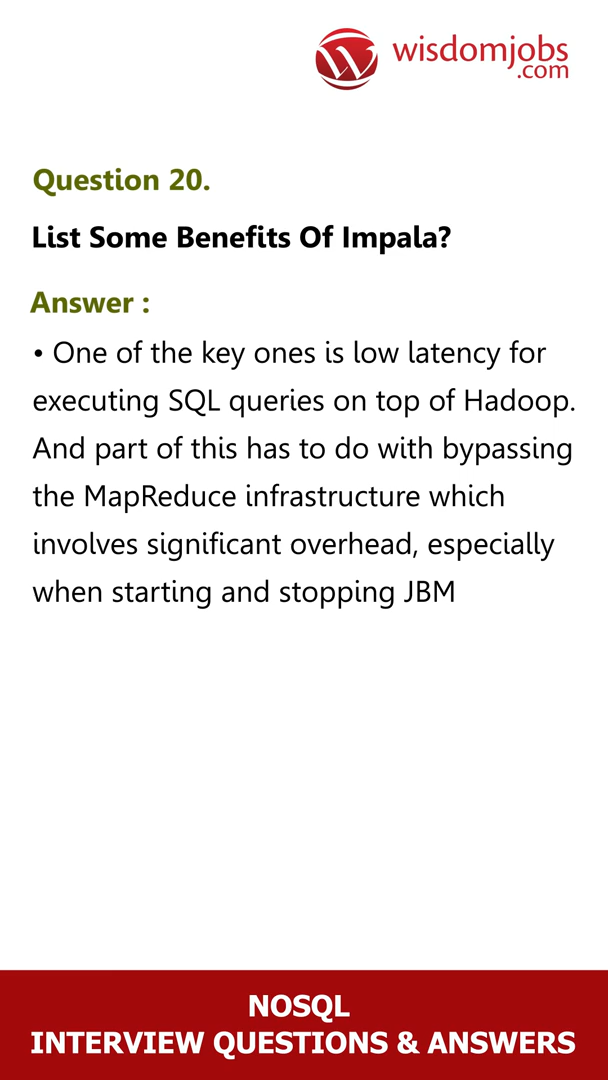 wisdomjobs
.com
Question 20.
List Some Benefits Of Impala?
Answer :
• One of the key ones is low latency for
executing SQL queries on top of Hadoop.
And part of this has to do with bypassing
the MapReduce infrastructure which
involves significant overhead, especially
when starting and stopping JBM
NOSQL
INTERVIEW QUESTIONS & ANSWERS